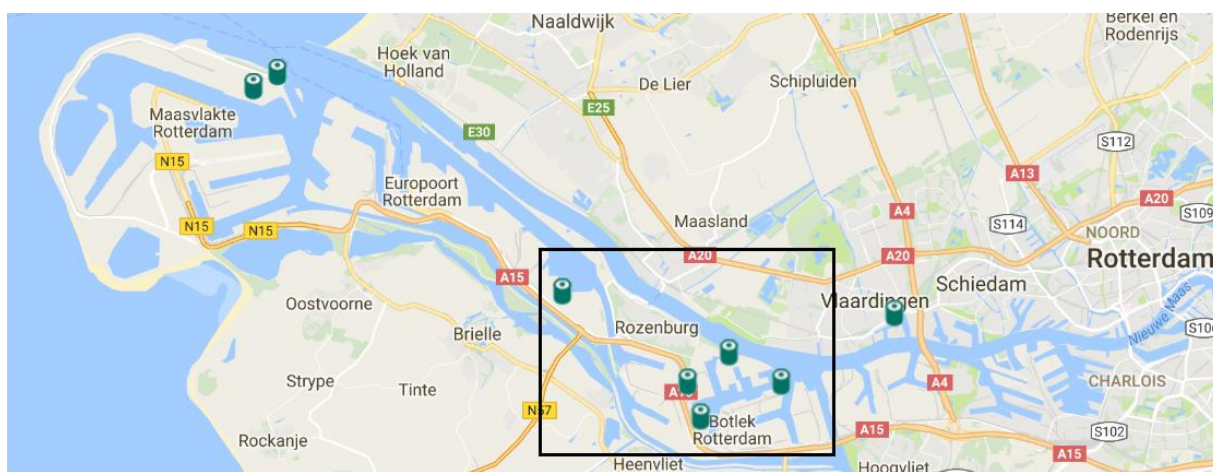 Naaldwijk
Berkel en
Rodenrijs
Hoek van
Holland
De Lier
Schipluiden
E25
Maasvlakte
Rotterdam
E30
S112
N15
A13
Europoort
Rotterdam
A20
A4
S109
Maasland
S114
NOORD
N15
N15
A20
A20
Rotterdam
A15
Schiedam
Oostvoorne
Vlaardingen
Nieuwe Maas
Brielle
Rozenburg
S106
Strype
Tinte
A4
CHARLOIS
N57
Botlek
Rotterdam
A15
S102
A15
Rockanje
Heenvliet
Hoogvliet